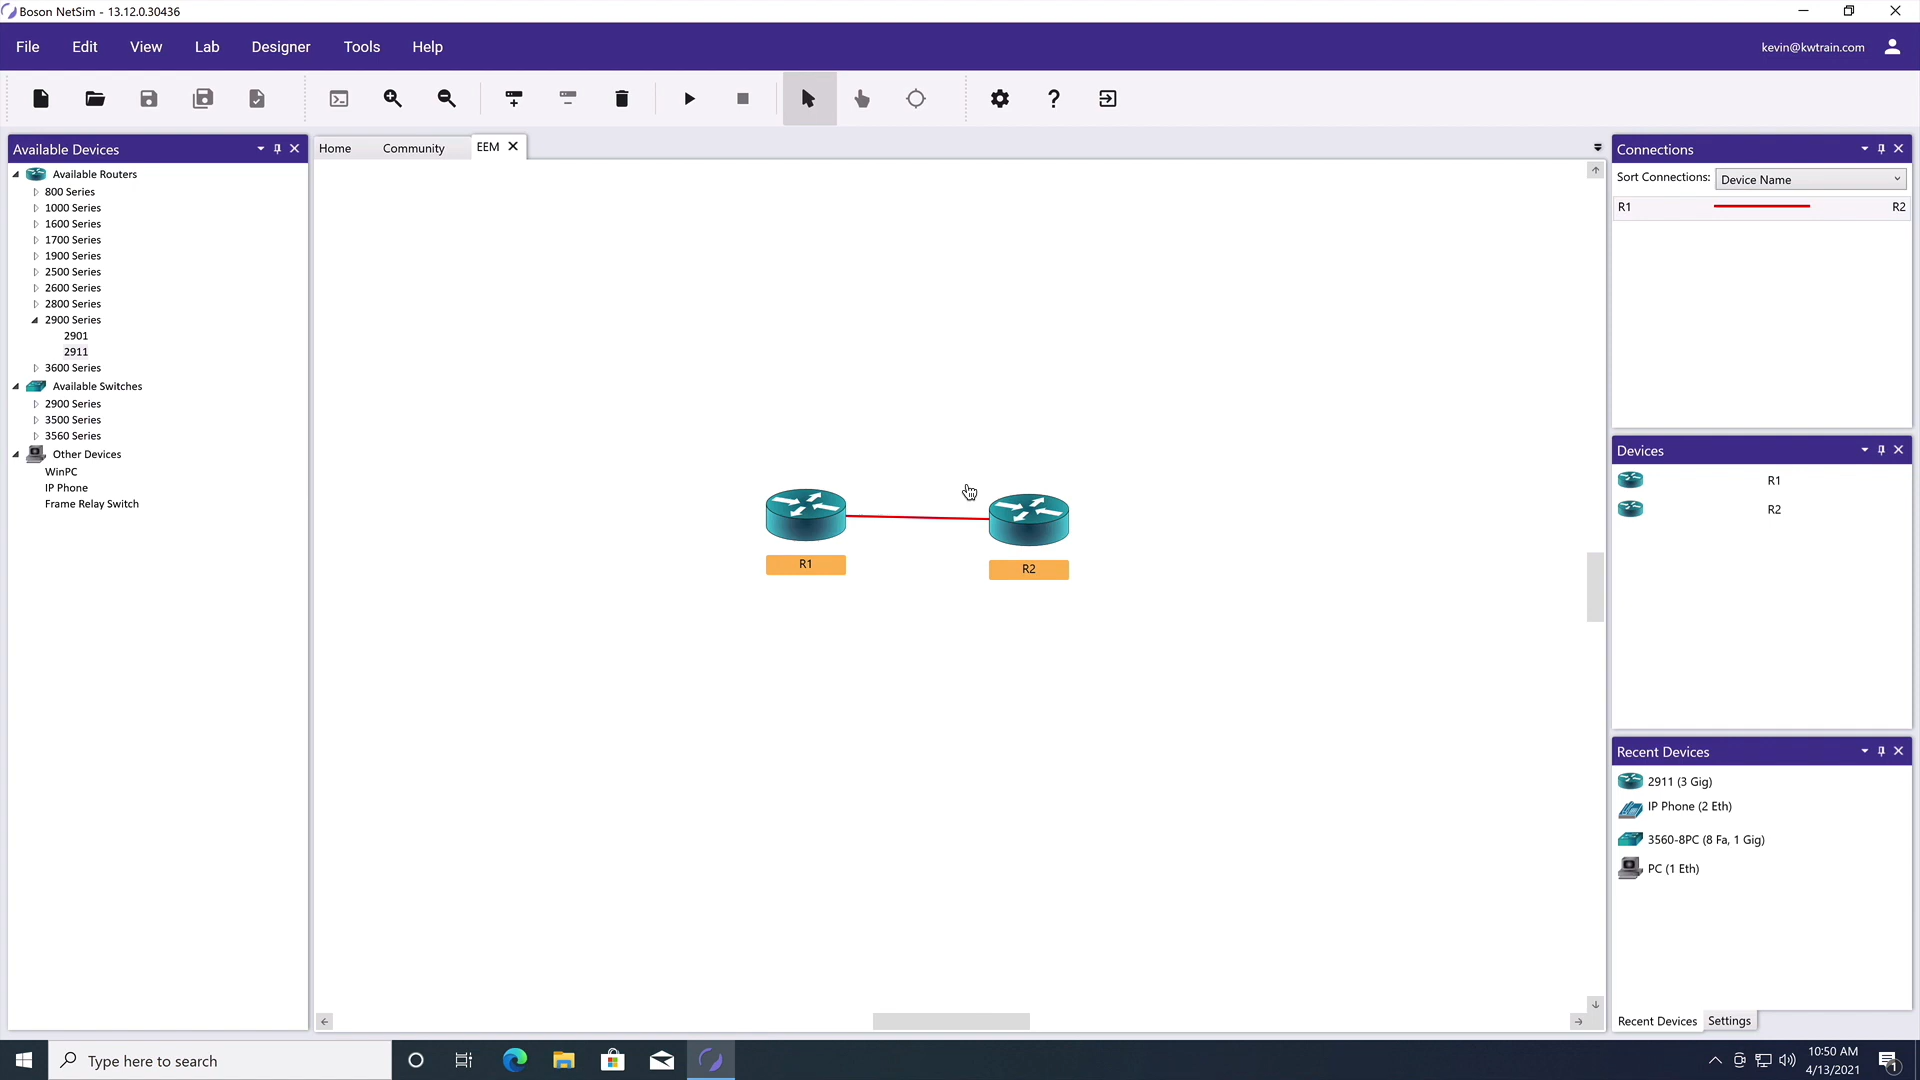 Boson NetSim - 13.12.0.30436
File Edit View Lab Designer Tools Help
kevin@kwtrain.com
Available Devices
Available Routers
800 Series
1000 Series
1600 Series
1700 Series
1900 Series
2500 Series
2600 Series
2800 Series
2900 Series
2901
2911
3600 Series
Available Switches
2900 Series
3500 Series
3560 Series
Other Devices
WinPC
IP Phone
Frame Relay Switch
Home Community EEM
R1
R2
Connections
Sort Connections: Device Name
R1 R2
Devices
R1
R2
Recent Devices
2911 (3 Gig)
IP Phone (2 Eth)
3560-8PC (8 Fa, 1 Gig)
PC (1 Eth)
Recent Devices Settings
Type here to search
10:50 AM
4/13/2021
1